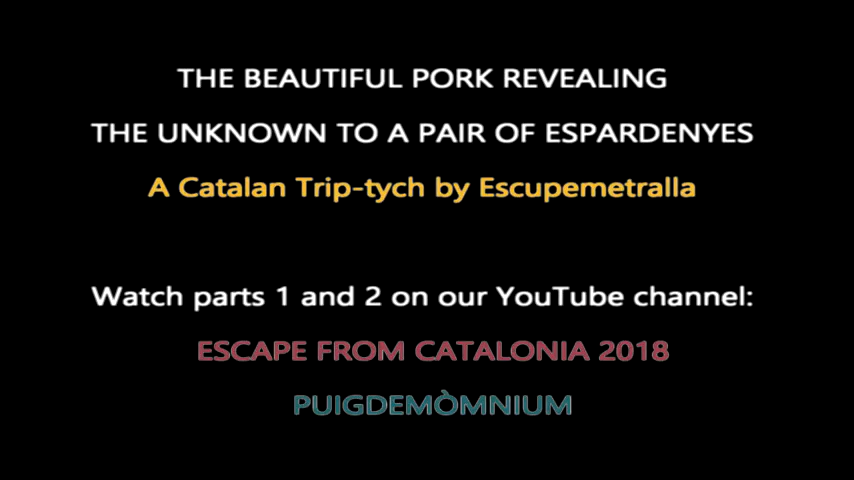 THE BEAUTIFUL PORK REVEALING
THE UNKNOWN TO A PAIR OF ESPARDENYES
A Catalan Trip-tych by Escupemetralla
Watch parts 1 and 2 on our YouTube channel:
ESCAPE FROM CATALONIA 2018
PUIGDEMÒMNIUM